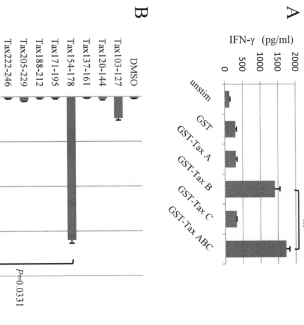 A
IFN-γ (pg/ml)
0
500
1000
1500
2000
unstim
GST
GST-Tax A
GST-Tax B
GST-Tax C
GST-Tax ABC
B
DMSO
Tax103-127
Tax120-144
Tax137-161
Tax154-178
Tax171-195
Tax188-212
Tax205-229
Tax222-246
P=0.0331